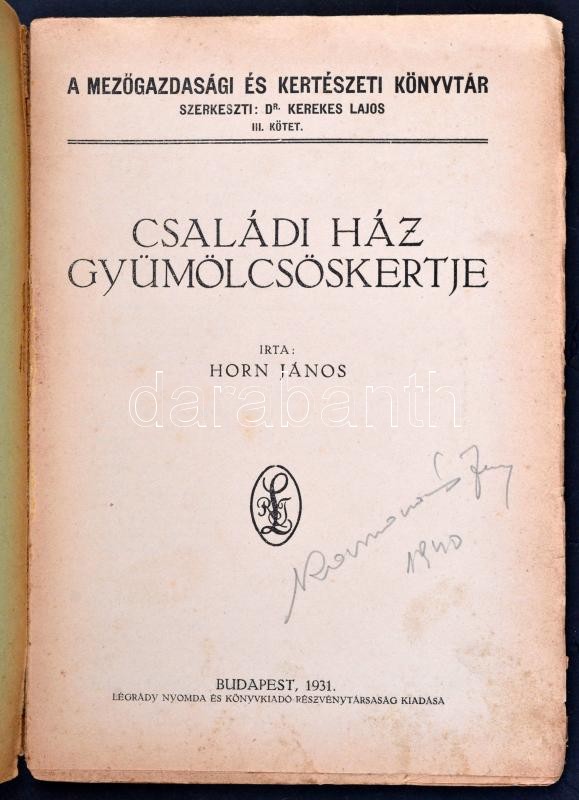 A MEZŐGAZDASÁGI ÉS KERTÉSZETI KÖNYVTÁR
SZERKESZTI: Dr. KEREKES LAJOS
III. KÖTET.
CSALÁDI HÁZ
GYÜMÖLCSÖSKERTJE
IRTA:
HORN JÁNOS
darabanth
1940
BUDAPEST, 1931.
LÉGRÁDY NYOMDA ÉS KÖNYVKIADÓ RÉSZVÉNYTÁRSASÁG KIADÁSA